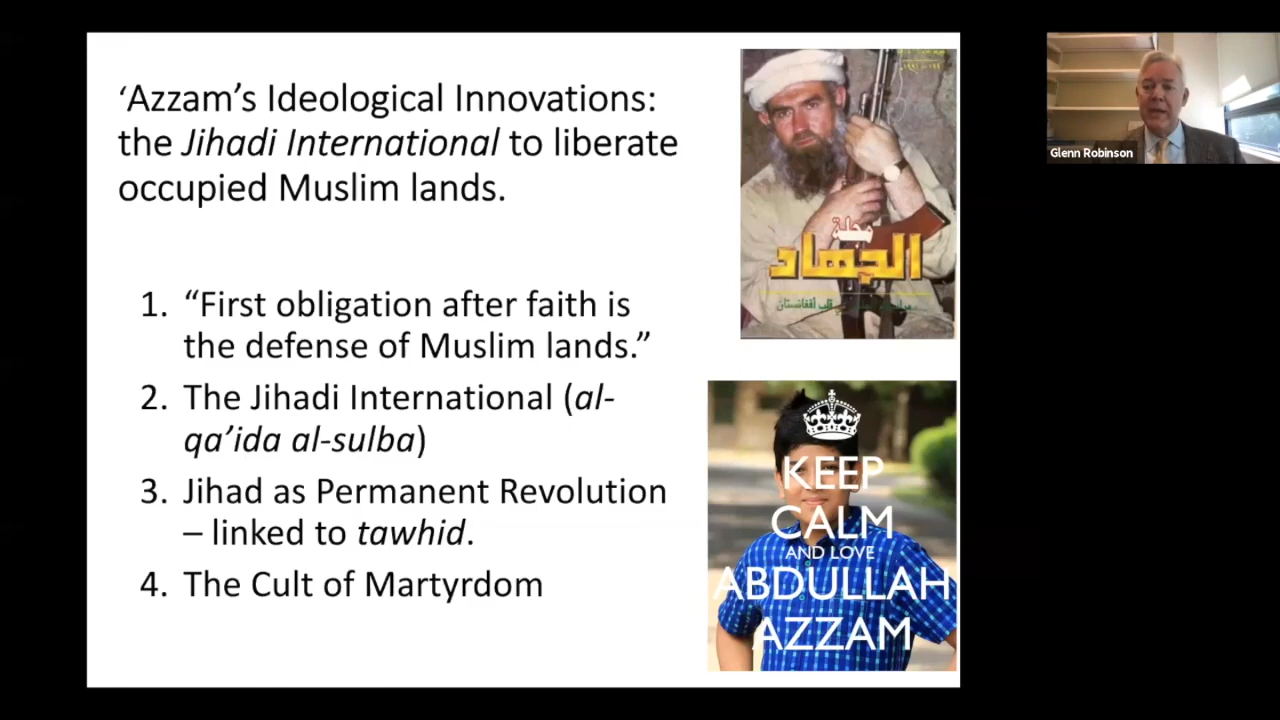 ‘Azzam’s Ideological Innovations:
the Jihadi International to liberate
occupied Muslim lands.
1. “First obligation after faith is
the defense of Muslim lands.”
2. The Jihadi International (al-
qa’ida al-sulba)
3. Jihad as Permanent Revolution
– linked to tawhid.
4. The Cult of Martyrdom
مجلة
الجهاد
قلب أفغانستان
KEEP
CALM
AND LOVE
ABDULLAH
AZZAM
Glenn Robinson